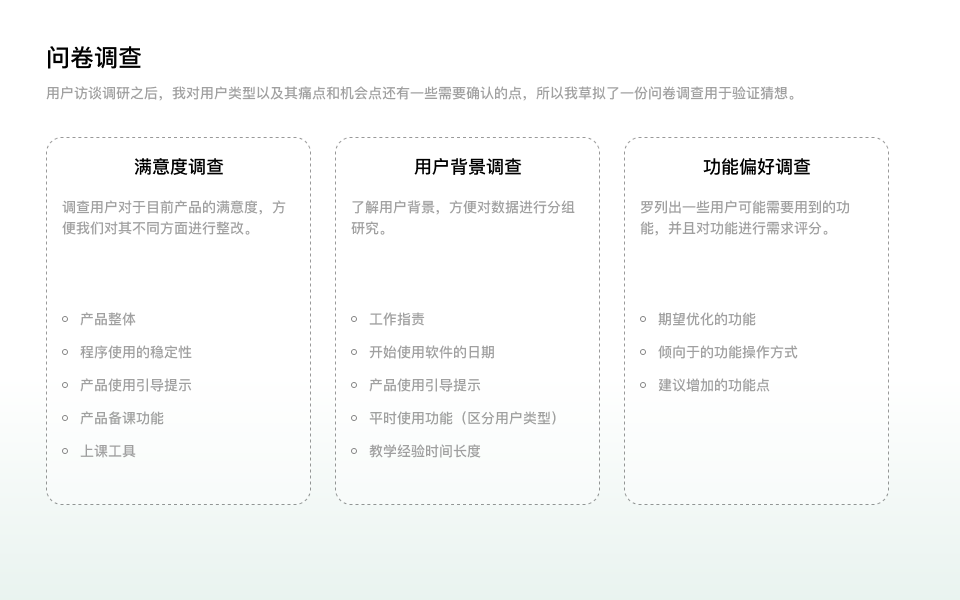 问卷调查
用户访谈调研之后，我对用户类型以及其痛点和机会点还有一些需要确认的点，所以我草拟了一份问卷调查用于验证猜想。
满意度调查
调查用户对于目前产品的满意度，方
便我们对其不同方面进行整改。
产品整体
程序使用的稳定性
产品使用引导提示
产品备课功能
上课工具
用户背景调查
了解用户背景，方便对数据进行分组
研究。
工作指责
开始使用软件的日期
产品使用引导提示
平时使用功能（区分用户类型）
教学经验时间长度
功能偏好调查
罗列出一些用户可能需要用到的功
能，并且对功能进行需求评分。
期望优化的功能
倾向于的功能操作方式
建议增加的功能点